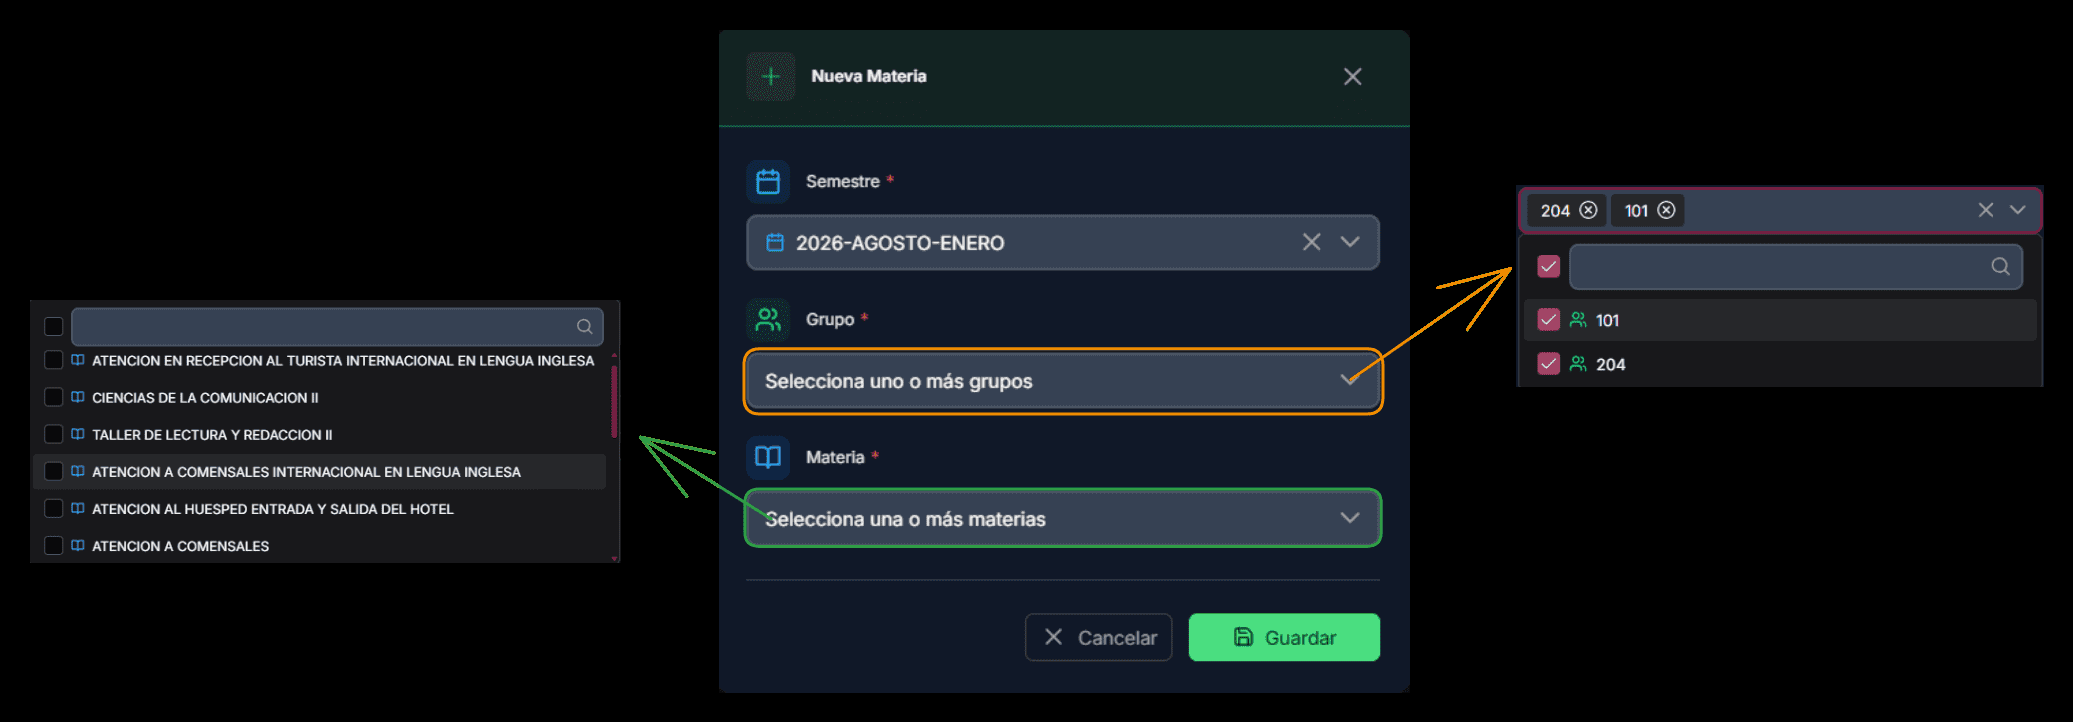 Nueva Materia
Semestre *
2026-AGOSTO-ENERO
Grupo *
Selecciona uno o más grupos
Materia *
Selecciona una o más materias
Cancelar
Guardar
ATENCION EN RECEPCION AL TURISTA INTERNACIONAL EN LENGUA INGLESA
CIENCIAS DE LA COMUNICACION II
TALLER DE LECTURA Y REDACCION II
ATENCION A COMENSALES INTERNACIONAL EN LENGUA INGLESA
ATENCION AL HUESPED ENTRADA Y SALIDA DEL HOTEL
ATENCION A COMENSALES
204 101
101
204